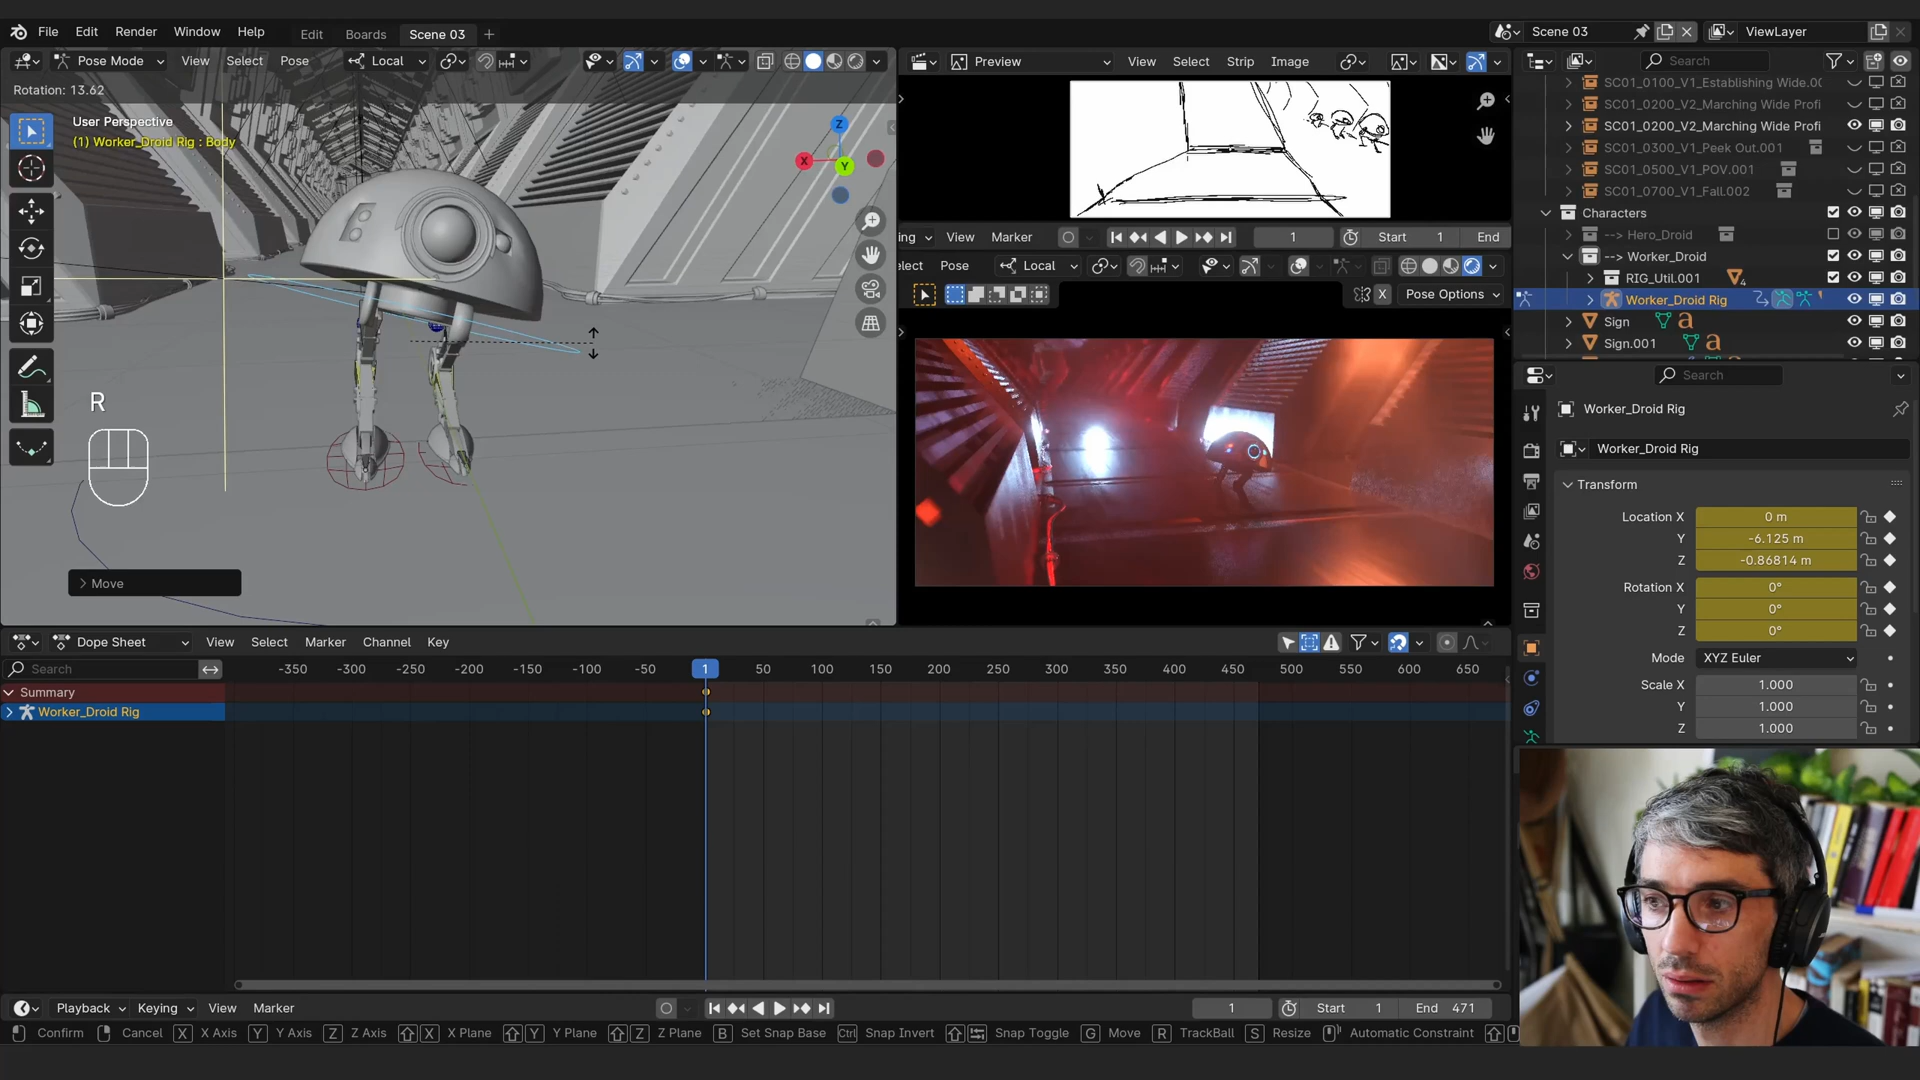 File Edit Render Window Help Edit Boards Scene 03 + Scene 03 ViewLayer
Pose Mode View Select Pose Local
Rotation: 13.62
User Perspective
(1) Worker_Droid Rig : Body
Z
X
Y
R
Move
Preview View Select Strip Image
View Marker 1 Start 1 End
Pose Local
X Pose Options
Search
SC01_0100_V1_Establishing Wide.00
SC01_0200_V2_Marching Wide Profi
SC01_0200_V2_Marching Wide Profi
SC01_0300_V1_Peek Out.001
SC01_0500_V1_POV.001
SC01_0700_V1_Fall.002
Characters
--> Hero_Droid
--> Worker_Droid
RIG_Util.001
Worker_Droid Rig
Sign
Sign.001
Search
Worker_Droid Rig
Worker_Droid Rig
Transform
Location X 0 m
Y -6.125 m
Z -0.86814 m
Rotation X 0°
Y 0°
Z 0°
Mode XYZ Euler
Scale X 1.000
Y 1.000
Z 1.000
Dope Sheet View Select Marker Channel Key
Search -350 -300 -250 -200 -150 -100 -50 1 50 100 150 200 250 300 350 400 450 500 550 600 650
Summary
Worker_Droid Rig
Playback Keying View Marker 1 Start 1 End 471
Confirm Cancel X X Axis Y Y Axis Z Z Axis X X Plane Y Y Plane Z Z Plane B Set Snap Base Ctrl Snap Invert Snap Toggle G Move R TrackBall S Resize Automatic Constraint